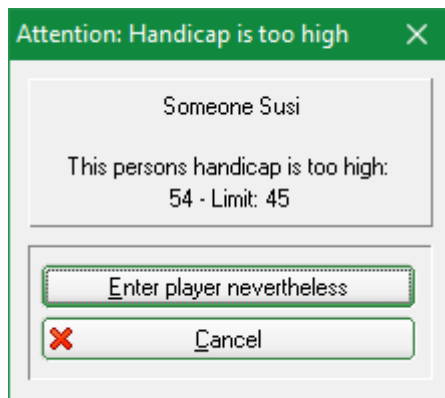 Attention: Handicap is too high
Someone Susi
This persons handicap is too high:
54 - Limit: 45
Enter player nevertheless
Cancel